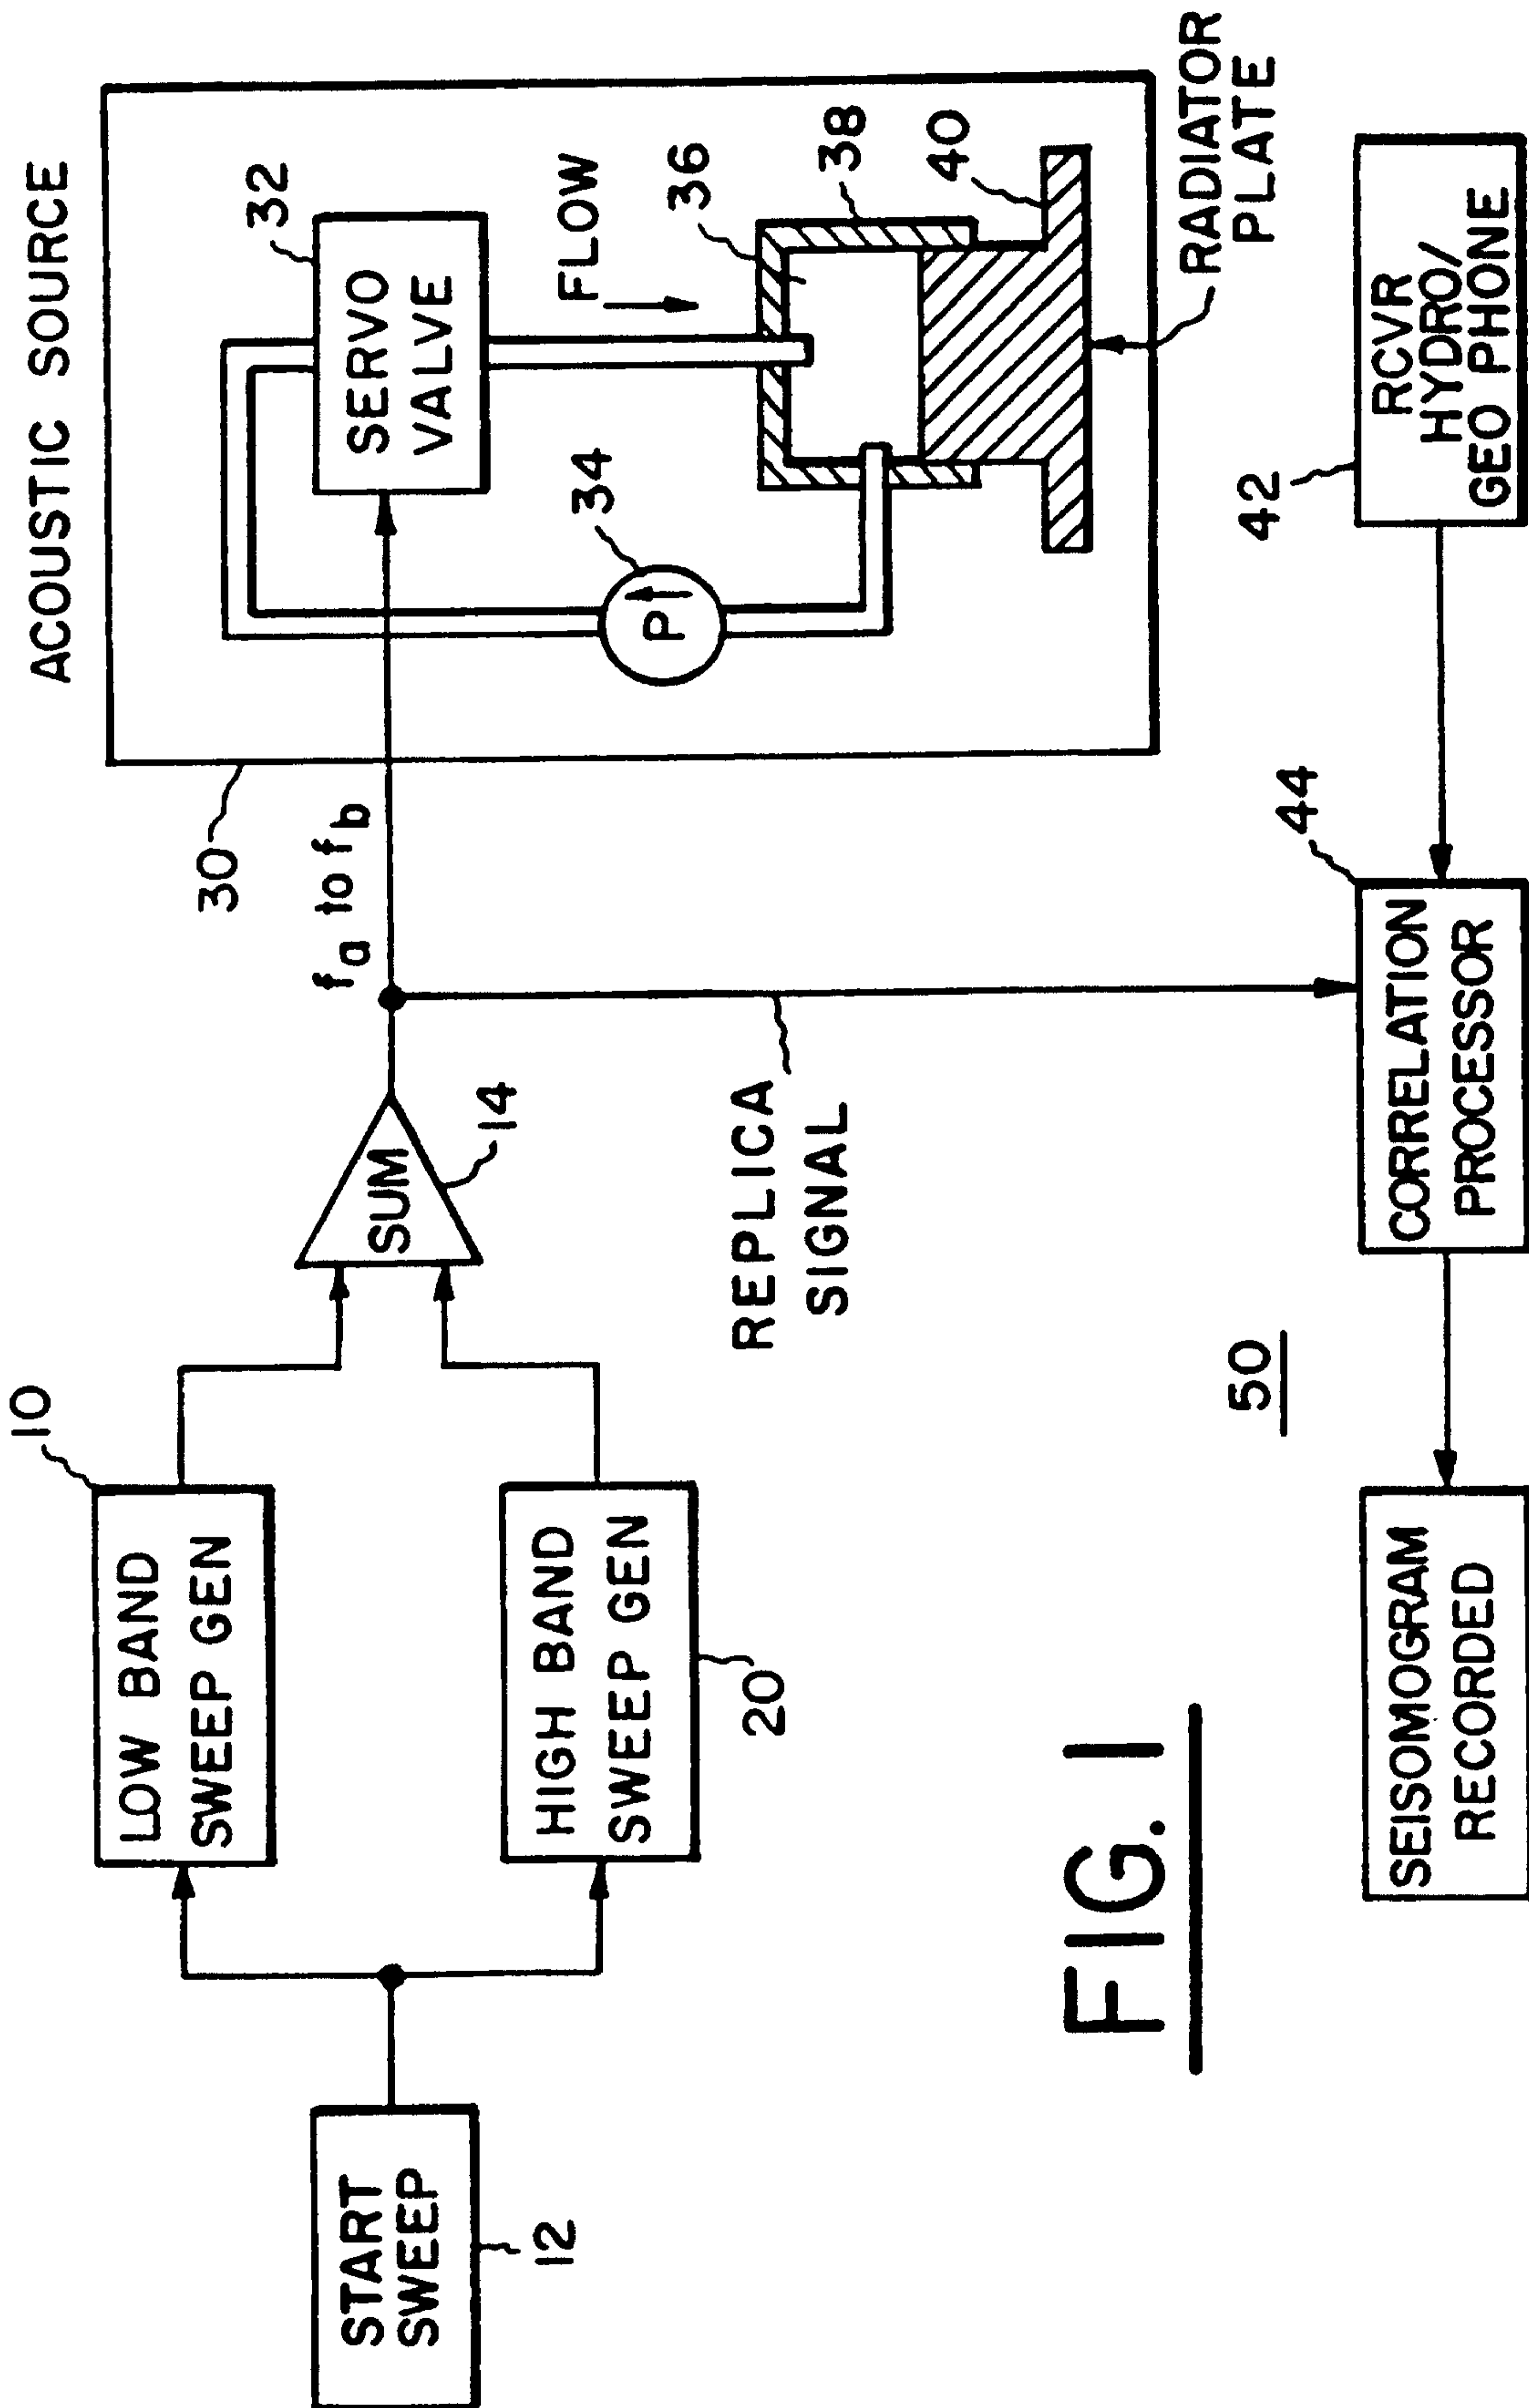 ACOUSTIC SOURCE
START
SWEEP
12
LOW BAND
SWEEP GEN
10
HIGH BAND
SWEEP GEN
20
SUM
14
fa to fb
30
SERVO
VALVE
32
P
34
FLOW
36
38
40
RADIATOR
PLATE
REPLICA
SIGNAL
FIG. 1
50
SEISMOGRAM
RECORDED
CORRELATION
PROCESSOR
44
RCVR
HYDRO/
GEO PHONE
42